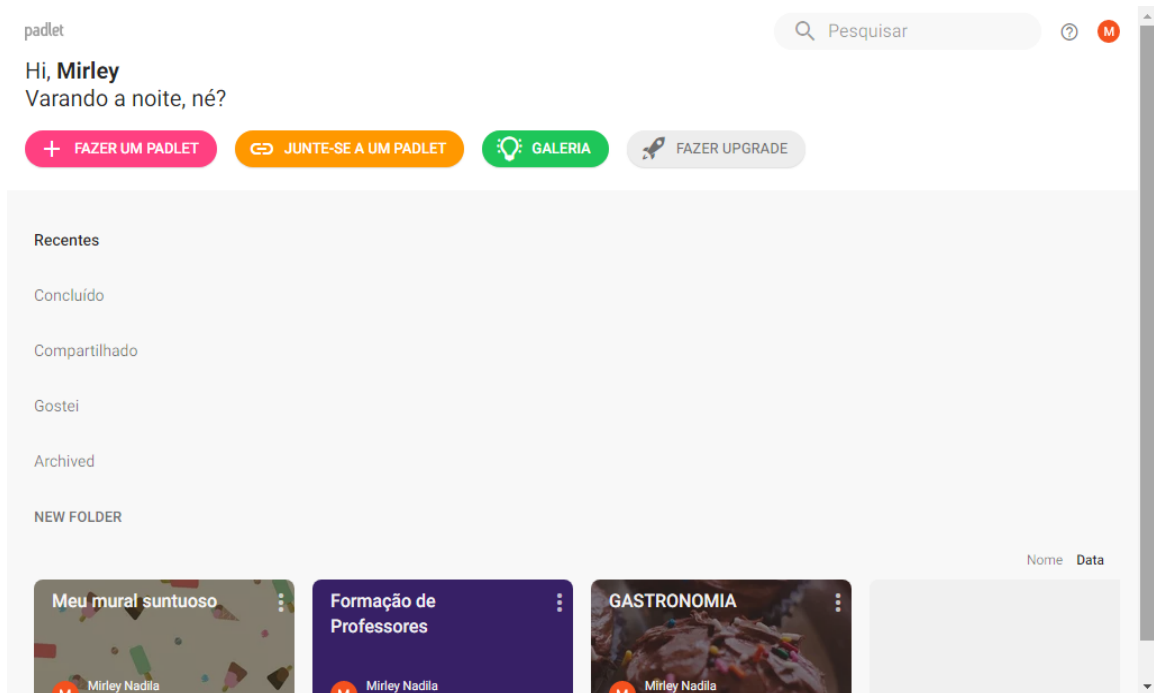 padlet
Pesquisar
M
Hi, Mirley
Varando a noite, né?
FAZER UM PADLET
JUNTE-SE A UM PADLET
GALERIA
FAZER UPGRADE
Recentes
Concluído
Compartilhado
Gostei
Archived
NEW FOLDER
Nome Data
Meu mural suntuoso
Formação de
Professores
GASTRONOMIA
M Mirley Nadila
M Mirley Nadila
M Mirley Nadila